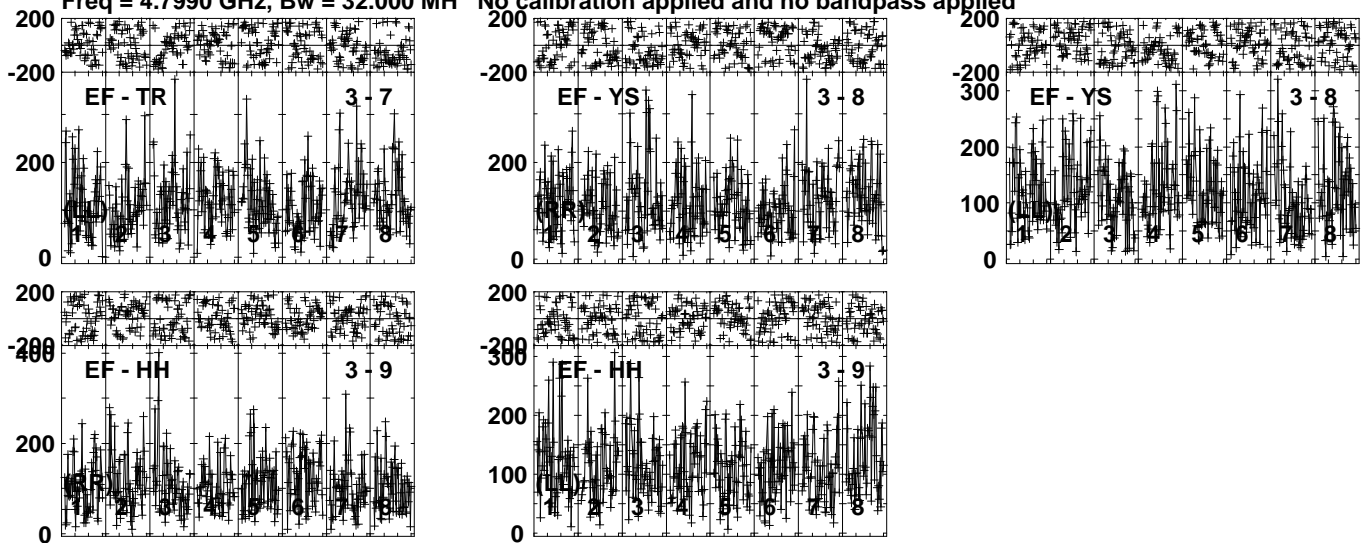 Freq = 4.7990 GHz, Bw = 32.000 MH No calibration applied and no bandpass applied
200
-200
EF - TR 3 - 7
200
(LL)
1 2 3 4 5 6 7 8
0
200
-200
EF - YS 3 - 8
200
(RR)
1 2 3 4 5 6 7 8
0
200
-200
300
EF - YS 3 - 8
200
100
(LL)
1 2 3 4 5 6 7 8
0
200
-200
400
EF - HH 3 - 9
200
(RR)
1 2 3 4 5 6 7 8
0
200
-200
300
EF - HH 3 - 9
200
100
(LL)
1 2 3 4 5 6 7 8
0